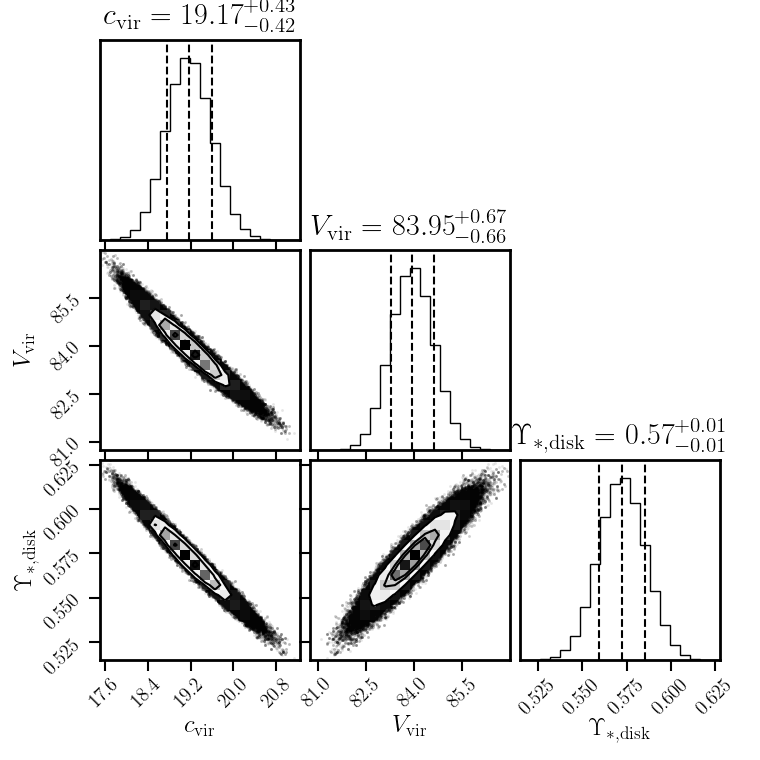 c_vir = 19.17^{+0.43}_{-0.42}
V_vir = 83.95^{+0.67}_{-0.66}
V_vir
85.5
84.0
82.5
81.0
Υ_{∗,disk} = 0.57^{+0.01}_{-0.01}
Υ_{∗,disk}
0.625
0.600
0.575
0.550
0.525
17.6 18.4 19.2 20.0 20.8
c_vir
81.0 82.5 84.0 85.5
V_vir
0.525 0.550 0.575 0.600 0.625
Υ_{∗,disk}